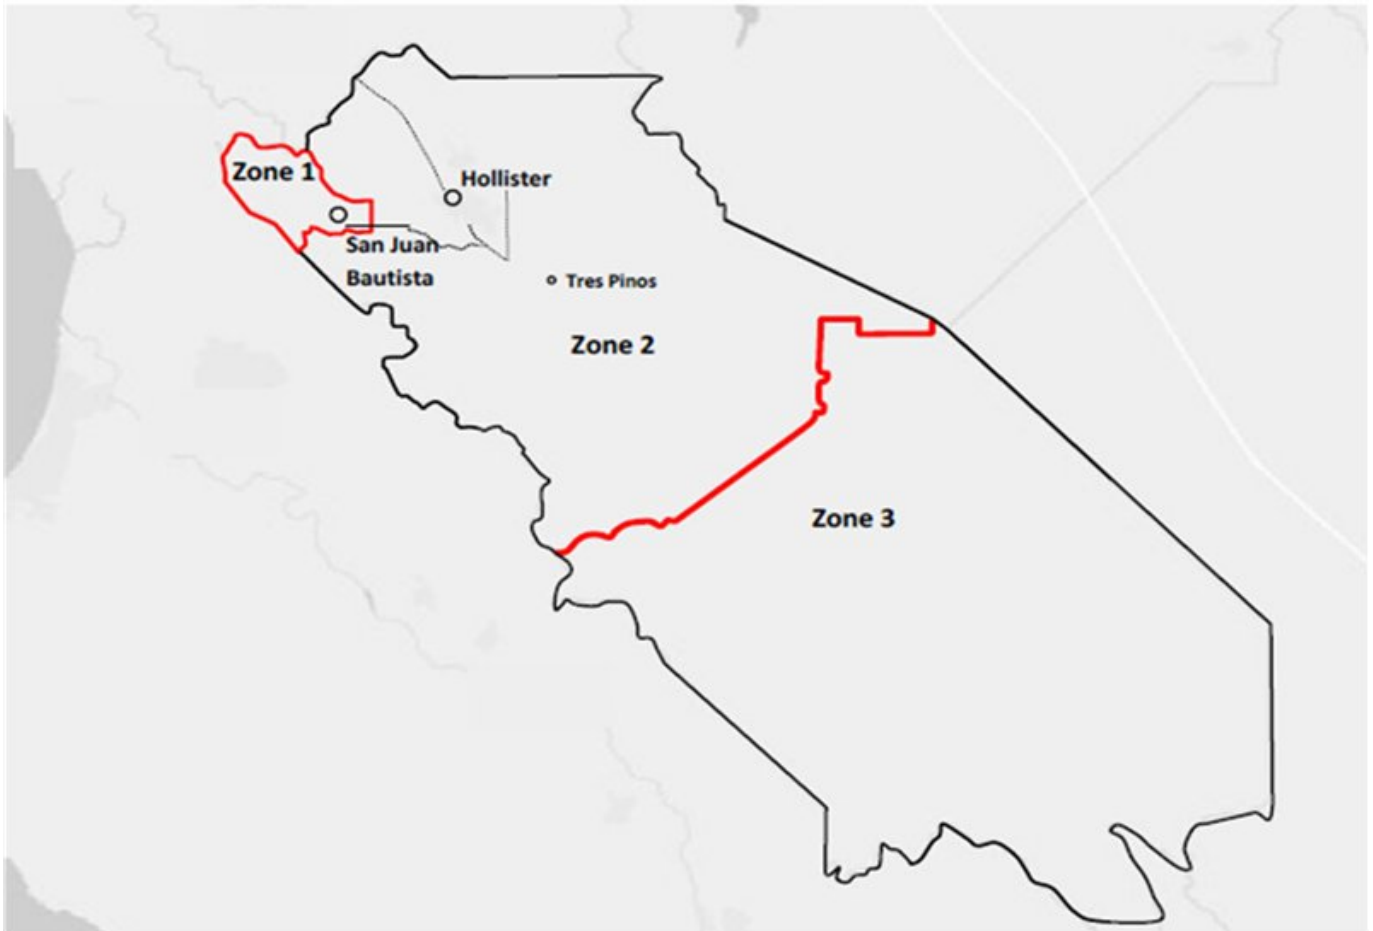 Zone 1
Hollister
San Juan
Bautista
Tres Pinos
Zone 2
Zone 3